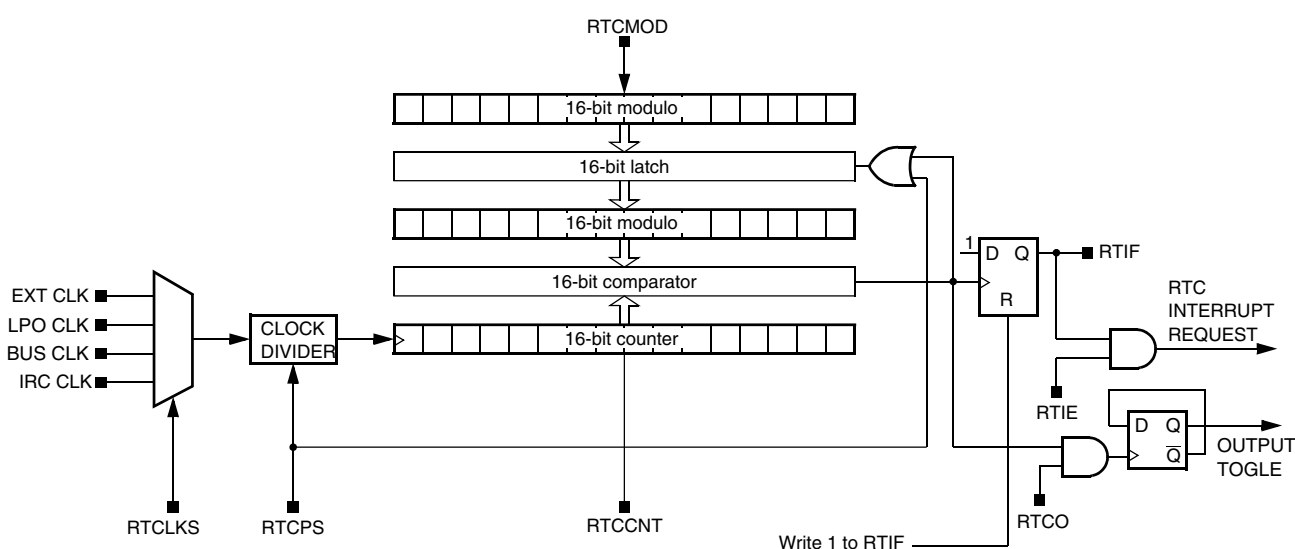 RTCMOD
16-bit modulo
16-bit latch
16-bit modulo
1
D Q
R
RTIF
16-bit comparator
EXT CLK
LPO CLK
BUS CLK
IRC CLK
CLOCK
DIVIDER
16-bit counter
RTC
INTERRUPT
REQUEST
RTIE
D Q
Q
OUTPUT
TOGLE
RTCLKS
RTCPS
RTCCNT
RTCO
Write 1 to RTIF